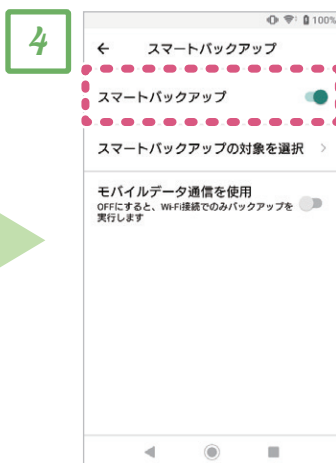 4
100%
スマートバックアップ
スマートバックアップ
スマートバックアップの対象を選択
モバイルデータ通信を使用
OFFにすると、Wi-Fi接続でのみバックアップを
実行します